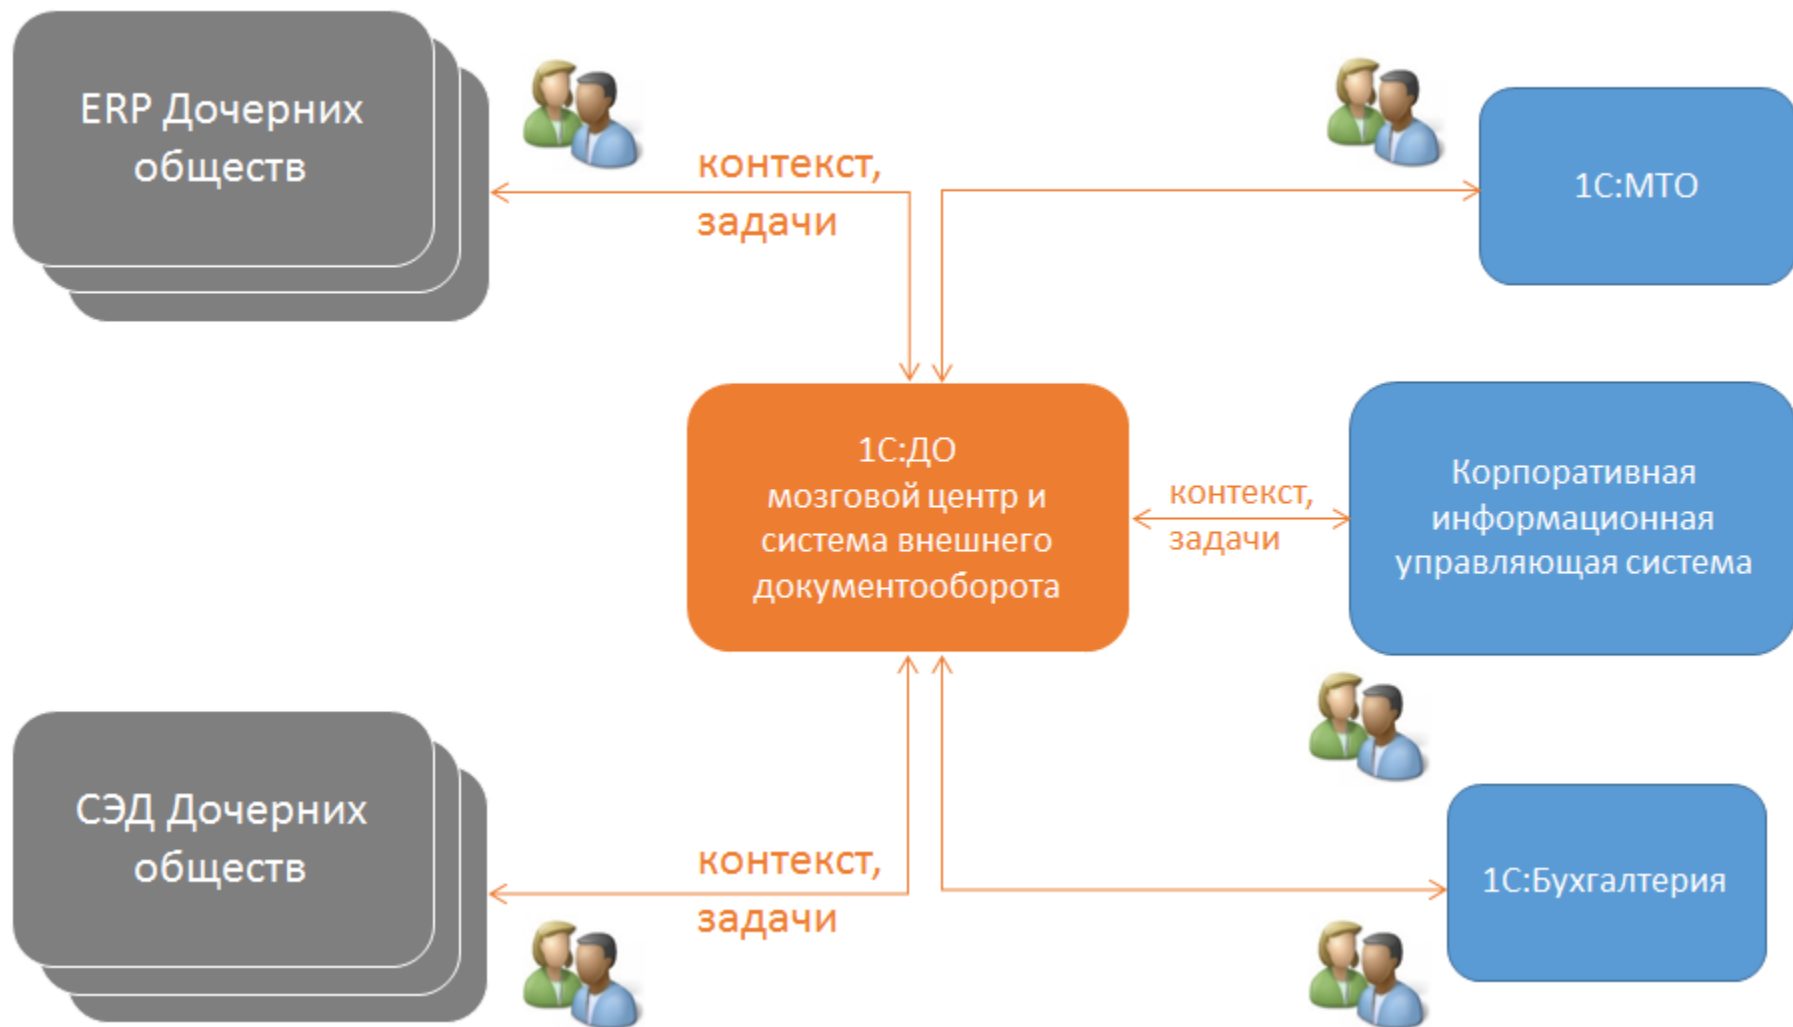 ERP Дочерних
обществ
контекст,
задачи
1С:МТО
1С:ДО
мозговой центр и
система внешнего
документооборота
контекст,
задачи
Корпоративная
информационная
управляющая система
СЭД Дочерних
обществ
контекст,
задачи
1С:Бухгалтерия